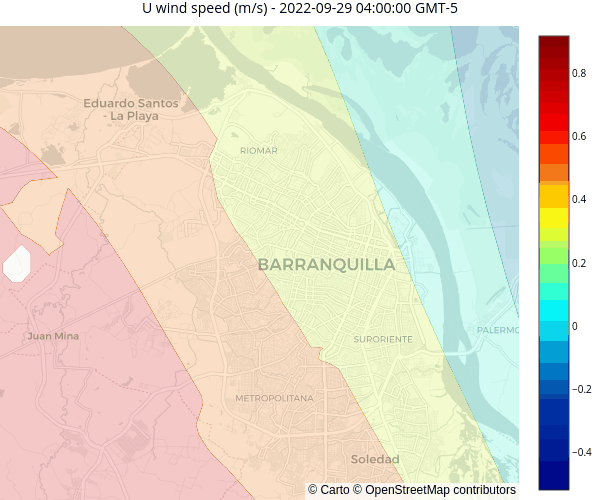 U wind speed (m/s) - 2022-09-29 04:00:00 GMT-5
Eduardo Santos
- La Playa
RIOMAR
BARRANQUILLA
Juan Mina
SURORIENTE
PALERMO
METROPOLITANA
Soledad
© Carto © OpenStreetMap contributors
0.8
0.6
0.4
0.2
0
−0.2
−0.4